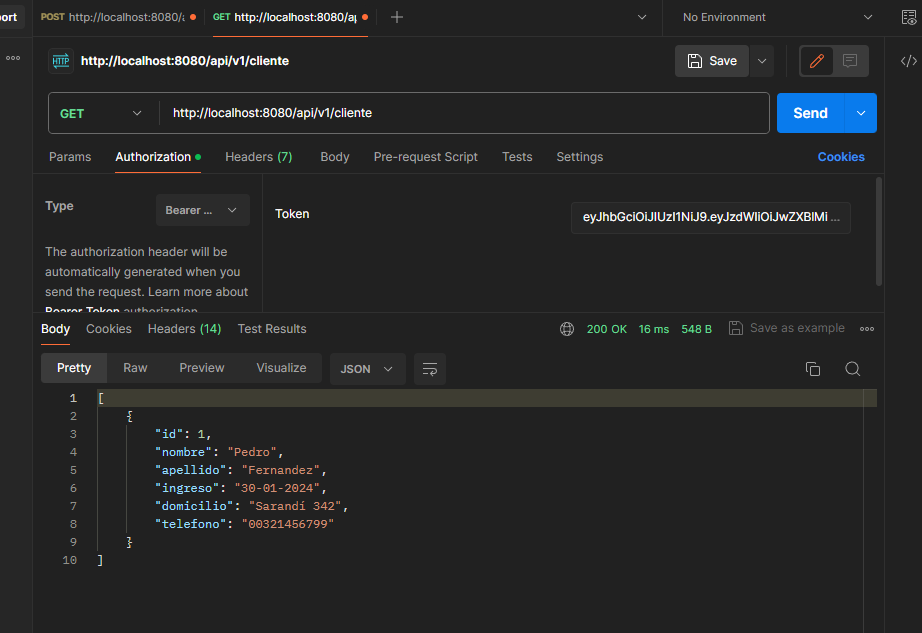 ort
POST http://localhost:8080/a
GET http://localhost:8080/ap
No Environment
HTTP http://localhost:8080/api/v1/cliente
Save
GET
http://localhost:8080/api/v1/cliente
Send
Params Authorization Headers (7) Body Pre-request Script Tests Settings Cookies
Type
Bearer ...
Token
eyJhbGciOiJIUzI1NiJ9.eyJzdWIiOiJwZXBlMi ...
The authorization header will be
automatically generated when you
send the request. Learn more about
Bearer Token authorization
Body Cookies Headers (14) Test Results
200 OK 16 ms 548 B Save as example
Pretty Raw Preview Visualize JSON
1 [
2 {
3 "id": 1,
4 "nombre": "Pedro",
5 "apellido": "Fernandez",
6 "ingreso": "30-01-2024",
7 "domicilio": "Sarandí 342",
8 "telefono": "00321456799"
9 }
10 ]